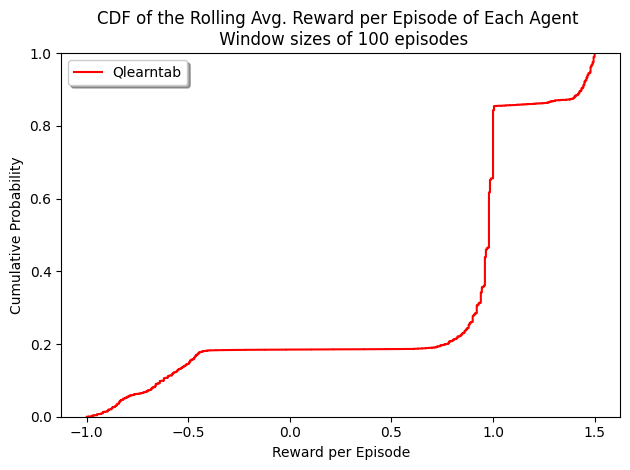 CDF of the Rolling Avg. Reward per Episode of Each Agent
Window sizes of 100 episodes
Qlearntab
Cumulative Probability
1.0
0.8
0.6
0.4
0.2
0.0
−1.0
−0.5
0.0
0.5
1.0
1.5
Reward per Episode